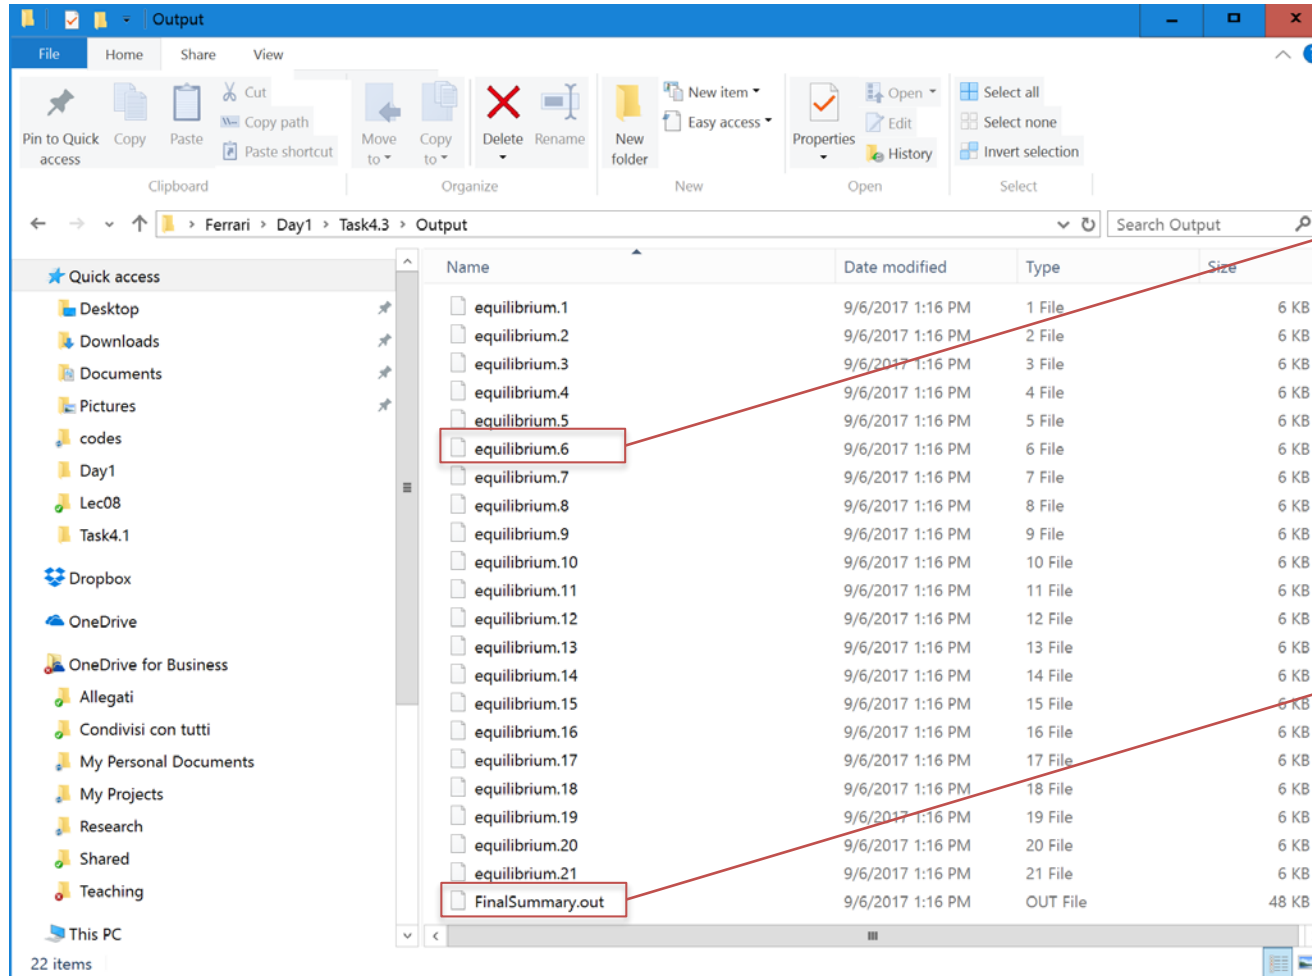 Output
File Home Share View
Pin to Quick access
Copy
Paste
Cut
Copy path
Paste shortcut
Move to
Copy to
Delete
Rename
New folder
New item
Easy access
Properties
Open
Edit
History
Select all
Select none
Invert selection
Clipboard Organize New Open Select
Ferrari > Day1 > Task4.3 > Output
Search Output
Quick access
Desktop
Downloads
Documents
Pictures
codes
Day1
Lec08
Task4.1
Dropbox
OneDrive
OneDrive for Business
Allegati
Condivisi con tutti
My Personal Documents
My Projects
Research
Shared
Teaching
This PC
Name Date modified Type Size
equilibrium.1 9/6/2017 1:16 PM 1 File 6 KB
equilibrium.2 9/6/2017 1:16 PM 2 File 6 KB
equilibrium.3 9/6/2017 1:16 PM 3 File 6 KB
equilibrium.4 9/6/2017 1:16 PM 4 File 6 KB
equilibrium.5 9/6/2017 1:16 PM 5 File 6 KB
equilibrium.6 9/6/2017 1:16 PM 6 File 6 KB
equilibrium.7 9/6/2017 1:16 PM 7 File 6 KB
equilibrium.8 9/6/2017 1:16 PM 8 File 6 KB
equilibrium.9 9/6/2017 1:16 PM 9 File 6 KB
equilibrium.10 9/6/2017 1:16 PM 10 File 6 KB
equilibrium.11 9/6/2017 1:16 PM 11 File 6 KB
equilibrium.12 9/6/2017 1:16 PM 12 File 6 KB
equilibrium.13 9/6/2017 1:16 PM 13 File 6 KB
equilibrium.14 9/6/2017 1:16 PM 14 File 6 KB
equilibrium.15 9/6/2017 1:16 PM 15 File 6 KB
equilibrium.16 9/6/2017 1:16 PM 16 File 6 KB
equilibrium.17 9/6/2017 1:16 PM 17 File 6 KB
equilibrium.18 9/6/2017 1:16 PM 18 File 6 KB
equilibrium.19 9/6/2017 1:16 PM 19 File 6 KB
equilibrium.20 9/6/2017 1:16 PM 20 File 6 KB
equilibrium.21 9/6/2017 1:16 PM 21 File 6 KB
FinalSummary.out 9/6/2017 1:16 PM OUT File 48 KB
22 items